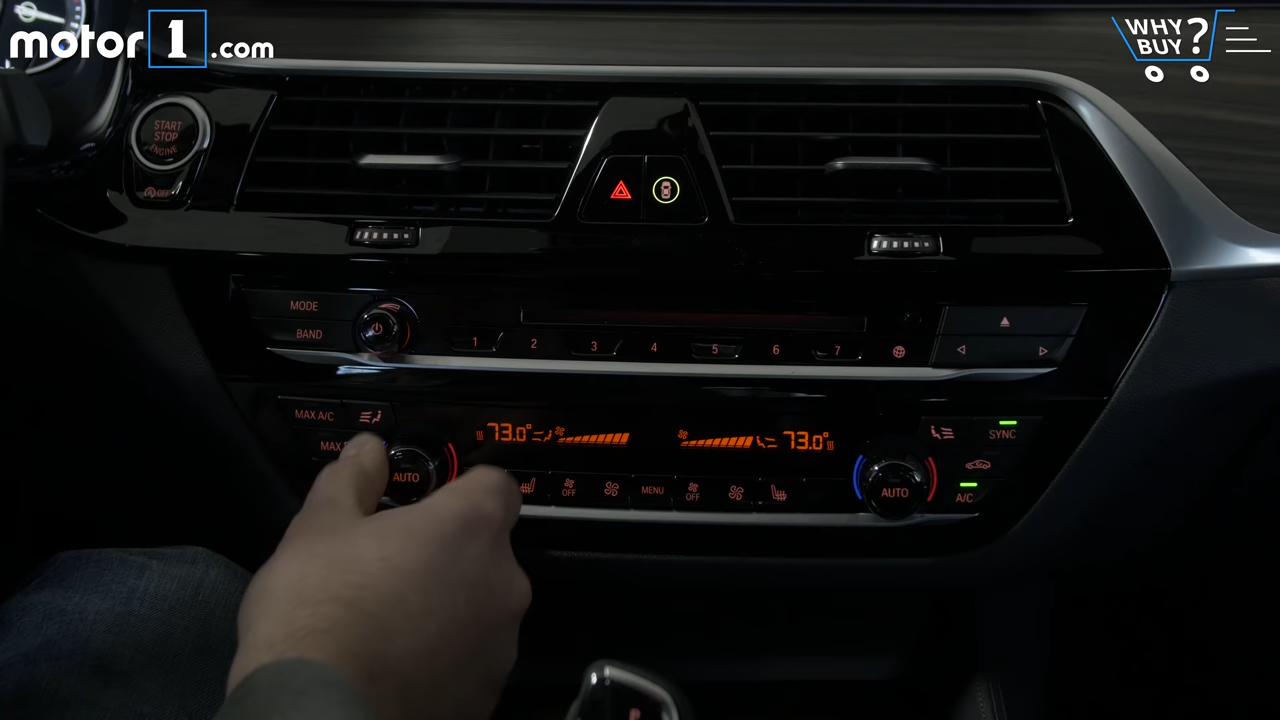 motor1.com
WHY
BUY?
START
STOP
ENGINE
OFF
MODE
BAND
1 2 3 4 5 6 7
MAX A/C
73.0° 73.0°
SYNC
MAX
AUTO
OFF MENU OFF
AUTO
A/C